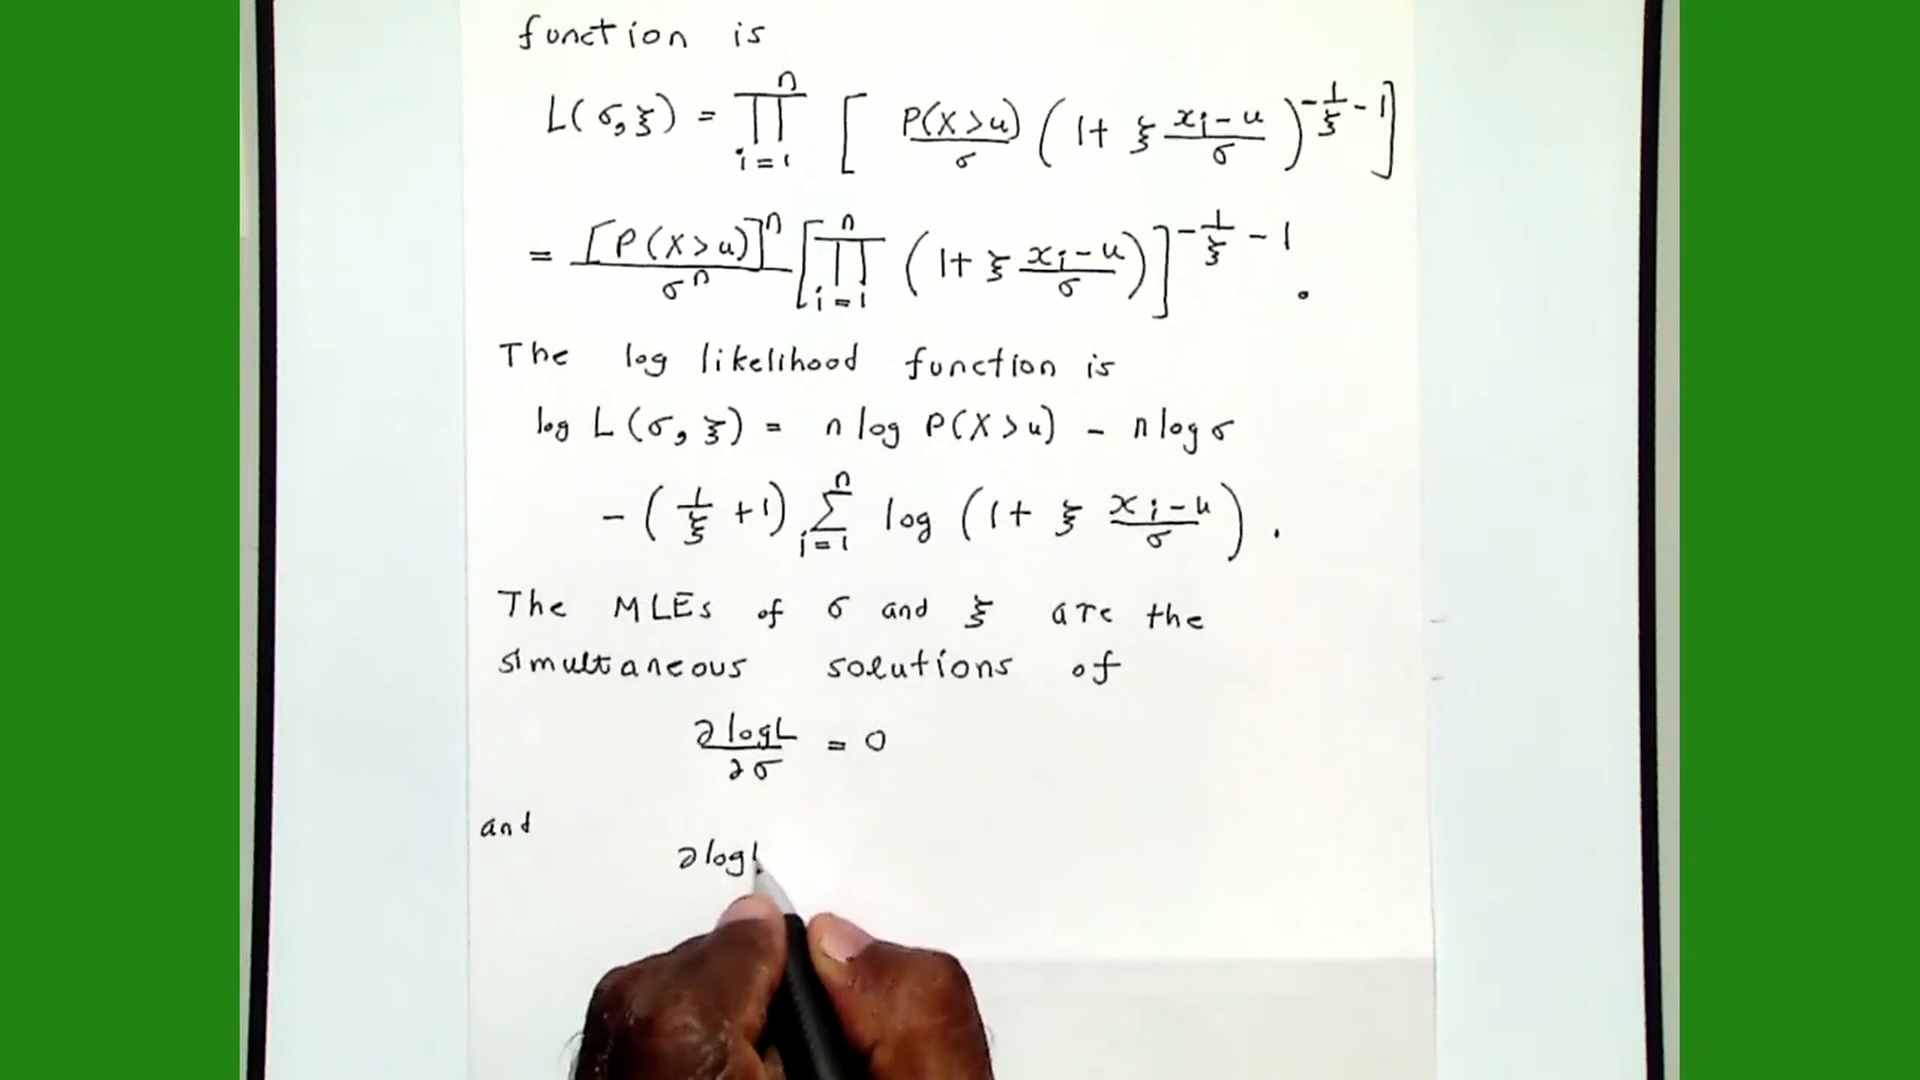 function is
L(σ,ξ) = ∏_{i=1}^{n} [ P(X>u)/σ (1+ ξ (x_i-u)/σ)^{-1/ξ - 1} ]
= [P(X>u)]^n/σ^n [∏_{i=1}^{n} (1+ ξ (x_i-u)/σ)]^{-1/ξ - 1} .
The log likelihood function is
log L(σ,ξ) = n log P(X>u) - n log σ
- (1/ξ +1) ∑_{i=1}^{n} log (1+ ξ (x_i-u)/σ) .
The MLEs of σ and ξ are the
simultaneous solutions of
∂ log L/∂σ = 0
and
∂ log L